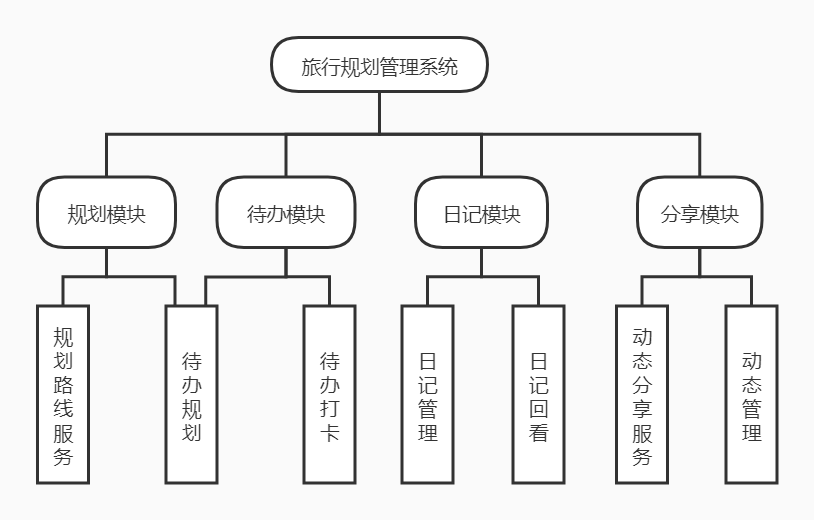 旅行规划管理系统
规划模块
待办模块
日记模块
分享模块
规划路线服务
待办规划
待办打卡
日记管理
日记回看
动态分享服务
动态管理